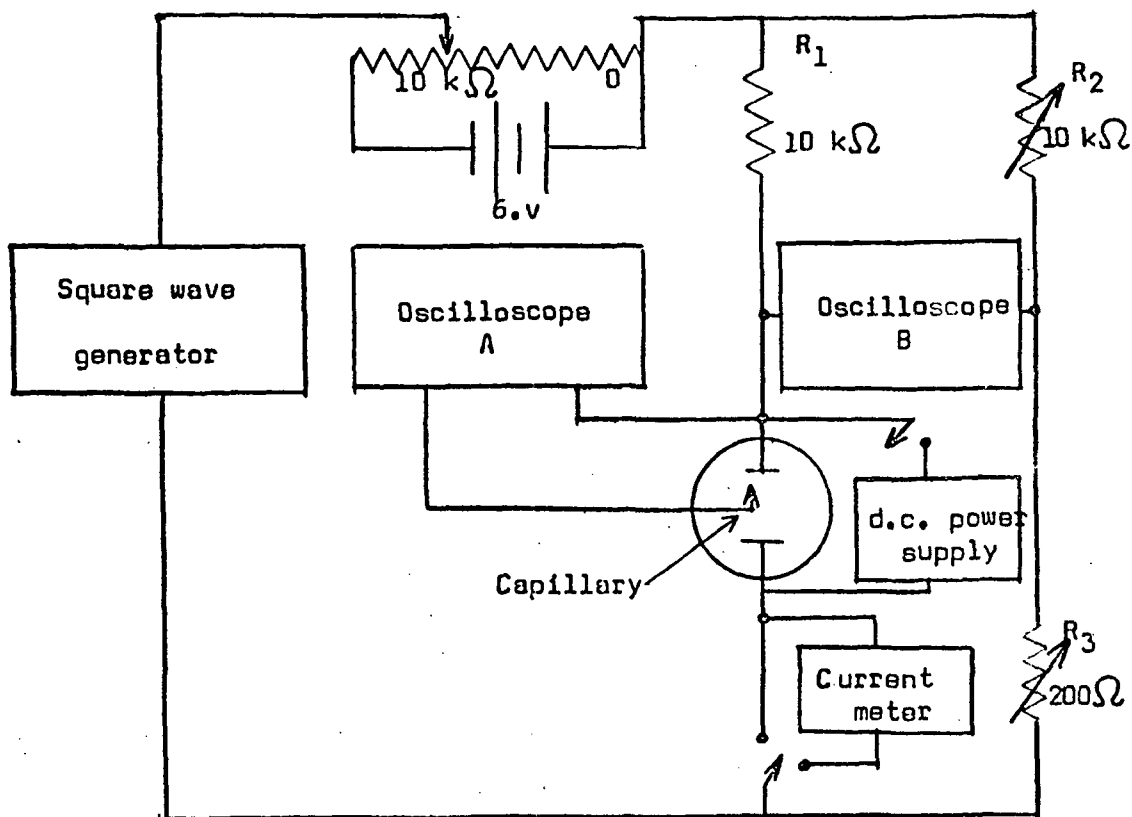 R1
10 kΩ
0
R2
10 kΩ
10 kΩ
6.v
Square wave
generator
Oscilloscope
A
Oscilloscope
B
d.c. power
supply
Capillary
R3
200Ω
Current
meter